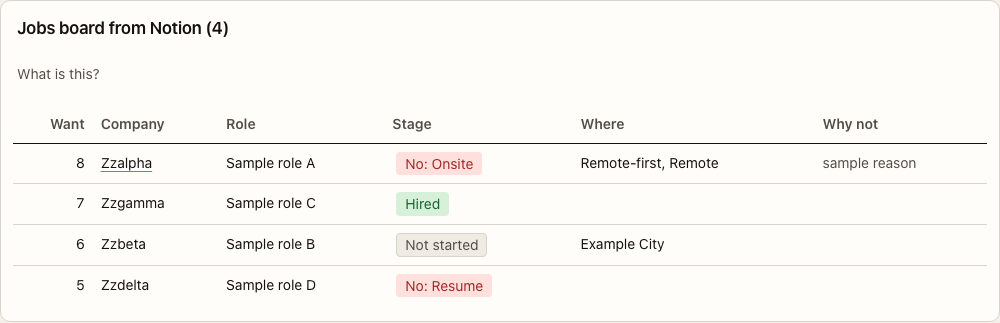 Jobs board from Notion (4)
What is this?
Want Company Role Stage Where Why not
8 Zzalpha Sample role A No: Onsite Remote-first, Remote sample reason
7 Zzgamma Sample role C Hired
6 Zzbeta Sample role B Not started Example City
5 Zzdelta Sample role D No: Resume